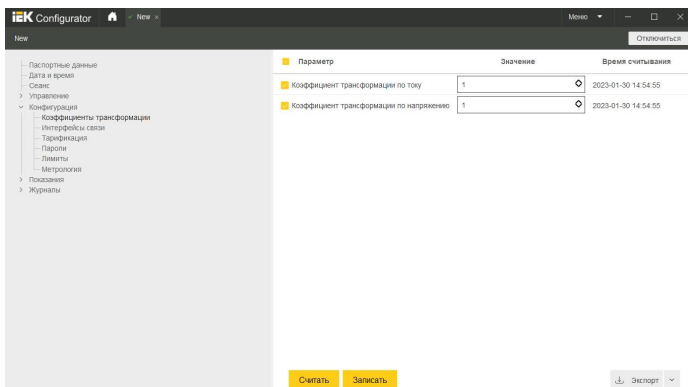 iEK Configurator New × Меню
New Отключиться
Паспортные данные
Дата и время
Сеанс
Управление
Конфигурация
Коэффициенты трансформации
Интерфейсы связи
Тарификация
Пароли
Лимиты
Метрология
Показания
Журналы
Параметр Значение Время считывания
Коэффициент трансформации по току 1 2023-01-30 14:54:55
Коэффициент трансформации по напряжению 1 2023-01-30 14:54:55
Считать Записать Экспорт